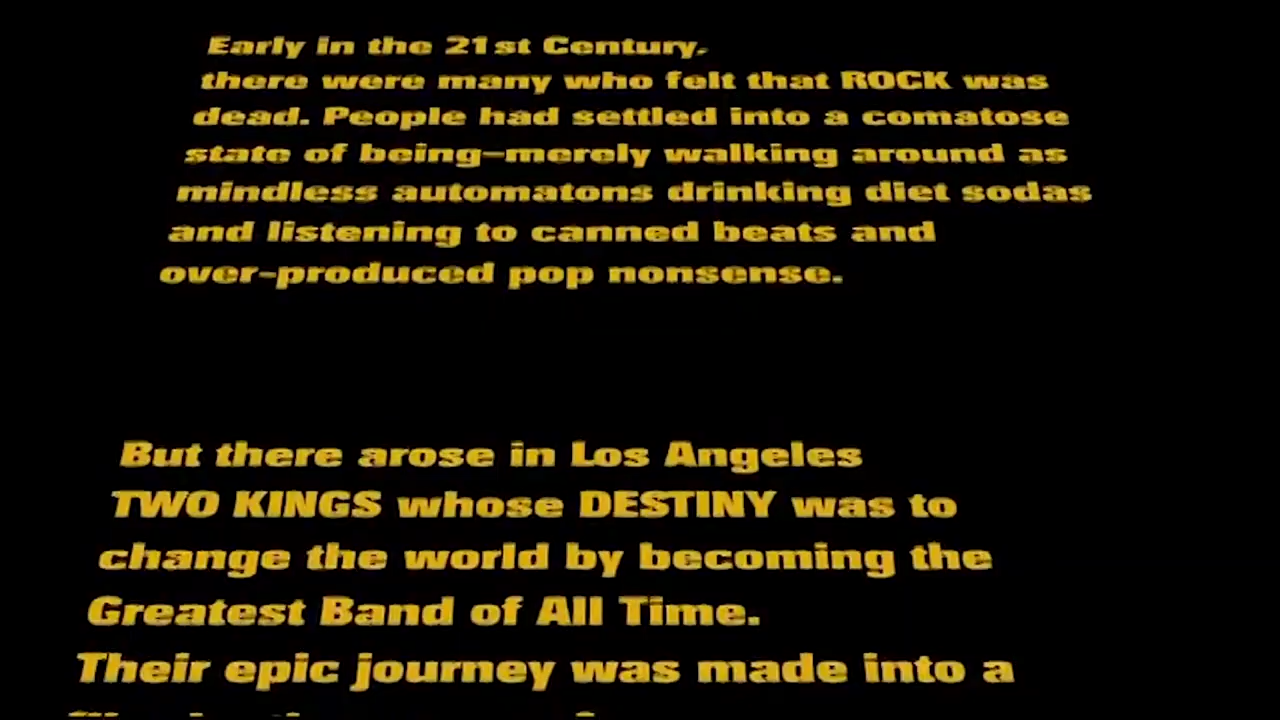 Early in the 21st Century,
there were many who felt that ROCK was
dead. People had settled into a comatose
state of being—merely walking around as
mindless automatons drinking diet sodas
and listening to canned beats and
over-produced pop nonsense.
But there arose in Los Angeles
TWO KINGS whose DESTINY was to
change the world by becoming the
Greatest Band of All Time.
Their epic journey was made into a